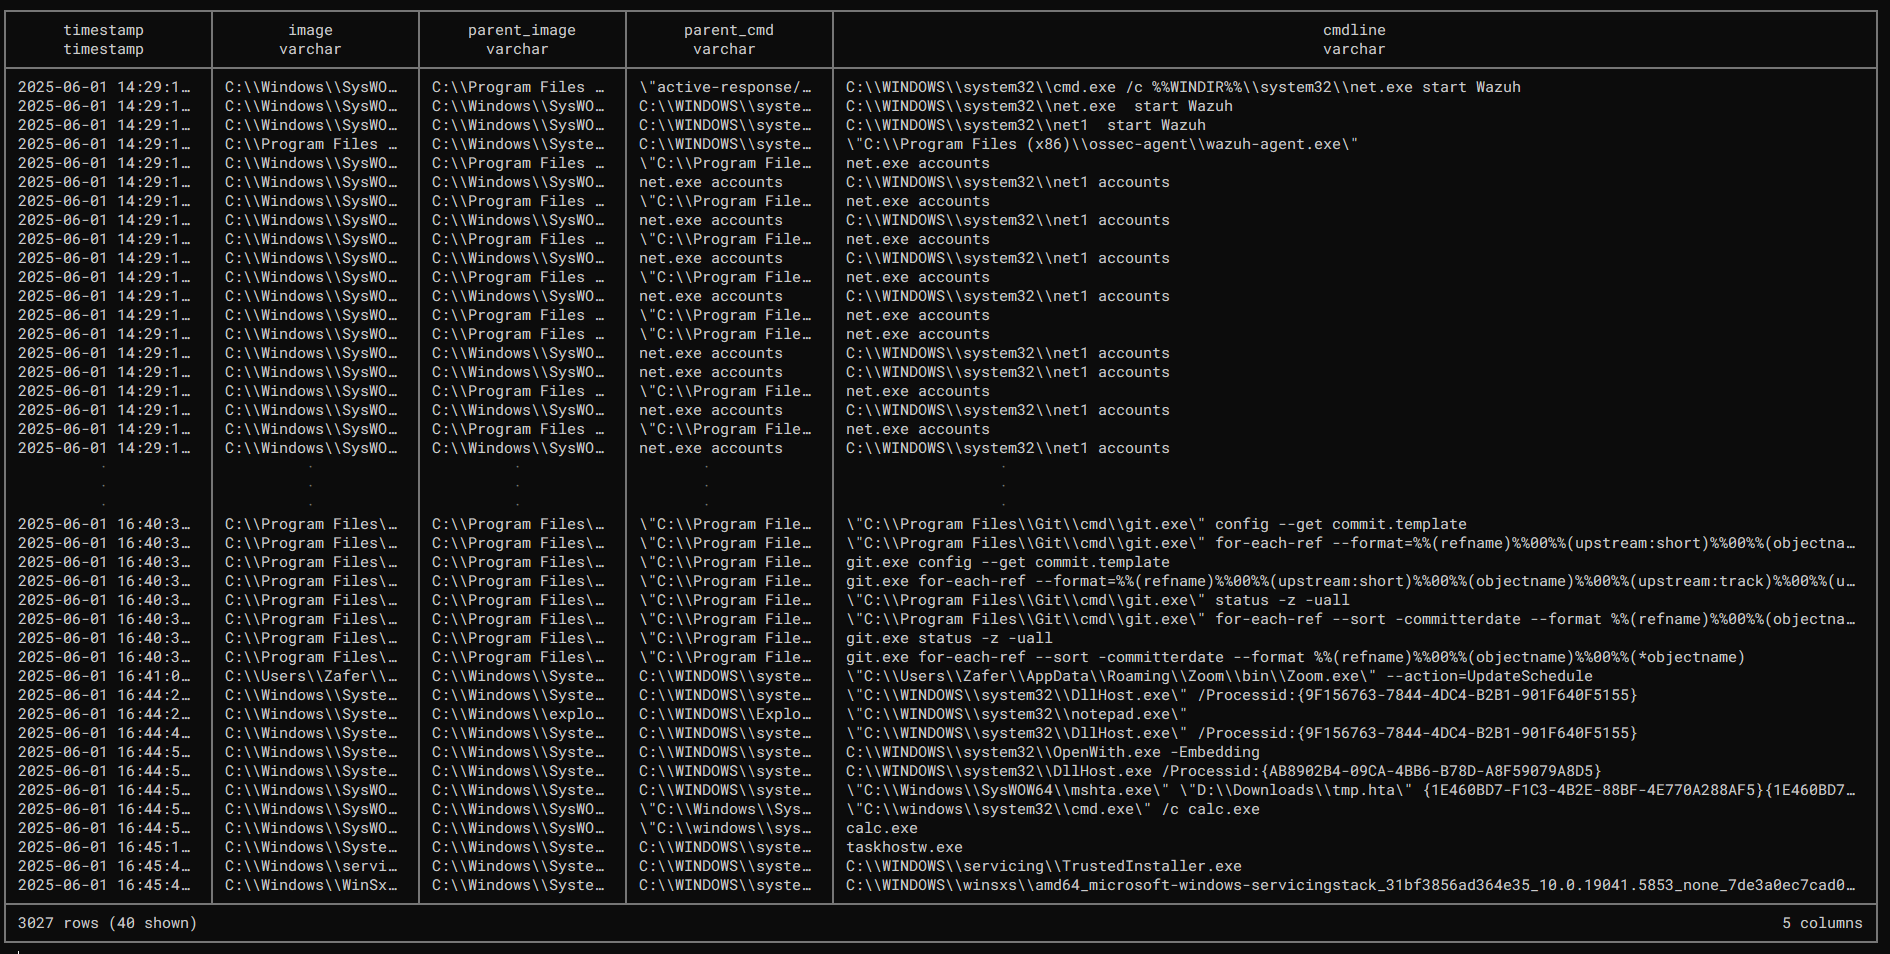 timestamp image parent_image parent_cmd cmdline
timestamp varchar varchar varchar varchar
2025-06-01 14:29:1… C:\\Windows\\SysWO… C:\\Program Files … \"active-response/… C:\\WINDOWS\\system32\\cmd.exe /c %%WINDIR%%\\system32\\net.exe start Wazuh
2025-06-01 14:29:1… C:\\Windows\\SysWO… C:\\Windows\\SysWO… C:\\WINDOWS\\syste… C:\\WINDOWS\\system32\\net.exe  start Wazuh
2025-06-01 14:29:1… C:\\Windows\\SysWO… C:\\Windows\\SysWO… C:\\WINDOWS\\syste… C:\\WINDOWS\\system32\\net1  start Wazuh
2025-06-01 14:29:1… C:\\Program Files … C:\\Windows\\Syste… C:\\WINDOWS\\syste… \"C:\\Program Files (x86)\\ossec-agent\\wazuh-agent.exe\"
2025-06-01 14:29:1… C:\\Windows\\SysWO… C:\\Program Files … \"C:\\Program File… net.exe accounts
2025-06-01 14:29:1… C:\\Windows\\SysWO… C:\\Windows\\SysWO… net.exe accounts C:\\WINDOWS\\system32\\net1 accounts
2025-06-01 14:29:1… C:\\Windows\\SysWO… C:\\Program Files … \"C:\\Program File… net.exe accounts
2025-06-01 14:29:1… C:\\Windows\\SysWO… C:\\Windows\\SysWO… net.exe accounts C:\\WINDOWS\\system32\\net1 accounts
2025-06-01 14:29:1… C:\\Windows\\SysWO… C:\\Program Files … \"C:\\Program File… net.exe accounts
2025-06-01 14:29:1… C:\\Windows\\SysWO… C:\\Windows\\SysWO… net.exe accounts C:\\WINDOWS\\system32\\net1 accounts
2025-06-01 14:29:1… C:\\Windows\\SysWO… C:\\Program Files … \"C:\\Program File… net.exe accounts
2025-06-01 14:29:1… C:\\Windows\\SysWO… C:\\Windows\\SysWO… net.exe accounts C:\\WINDOWS\\system32\\net1 accounts
2025-06-01 14:29:1… C:\\Windows\\SysWO… C:\\Program Files … \"C:\\Program File… net.exe accounts
2025-06-01 14:29:1… C:\\Windows\\SysWO… C:\\Program Files … \"C:\\Program File… net.exe accounts
2025-06-01 14:29:1… C:\\Windows\\SysWO… C:\\Windows\\SysWO… net.exe accounts C:\\WINDOWS\\system32\\net1 accounts
2025-06-01 14:29:1… C:\\Windows\\SysWO… C:\\Windows\\SysWO… net.exe accounts C:\\WINDOWS\\system32\\net1 accounts
2025-06-01 14:29:1… C:\\Windows\\SysWO… C:\\Program Files … \"C:\\Program File… net.exe accounts
2025-06-01 14:29:1… C:\\Windows\\SysWO… C:\\Windows\\SysWO… net.exe accounts C:\\WINDOWS\\system32\\net1 accounts
2025-06-01 14:29:1… C:\\Windows\\SysWO… C:\\Program Files … \"C:\\Program File… net.exe accounts
2025-06-01 14:29:1… C:\\Windows\\SysWO… C:\\Windows\\SysWO… net.exe accounts C:\\WINDOWS\\system32\\net1 accounts
· · · · ·
· · · · ·
· · · · ·
2025-06-01 16:40:3… C:\\Program Files\… C:\\Program Files\… \"C:\\Program File… \"C:\\Program Files\\Git\\cmd\\git.exe\" config --get commit.template
2025-06-01 16:40:3… C:\\Program Files\… C:\\Program Files\… \"C:\\Program File… \"C:\\Program Files\\Git\\cmd\\git.exe\" for-each-ref --format=%%(refname)%%00%%(upstream:short)%%00%%(objectna…
2025-06-01 16:40:3… C:\\Program Files\… C:\\Program Files\… \"C:\\Program File… git.exe config --get commit.template
2025-06-01 16:40:3… C:\\Program Files\… C:\\Program Files\… \"C:\\Program File… git.exe for-each-ref --format=%%(refname)%%00%%(upstream:short)%%00%%(objectname)%%00%%(upstream:track)%%00%%(u…
2025-06-01 16:40:3… C:\\Program Files\… C:\\Program Files\… \"C:\\Program File… \"C:\\Program Files\\Git\\cmd\\git.exe\" status -z -uall
2025-06-01 16:40:3… C:\\Program Files\… C:\\Program Files\… \"C:\\Program File… \"C:\\Program Files\\Git\\cmd\\git.exe\" for-each-ref --sort -committerdate --format %%(refname)%%00%%(objectna…
2025-06-01 16:40:3… C:\\Program Files\… C:\\Program Files\… \"C:\\Program File… git.exe status -z -uall
2025-06-01 16:40:3… C:\\Program Files\… C:\\Program Files\… \"C:\\Program File… git.exe for-each-ref --sort -committerdate --format %%(refname)%%00%%(objectname)%%00%%(*objectname)
2025-06-01 16:41:0… C:\\Users\\Zafer\\… C:\\Windows\\Syste… C:\\WINDOWS\\syste… \"C:\\Users\\Zafer\\AppData\\Roaming\\Zoom\\bin\\Zoom.exe\" --action=UpdateSchedule
2025-06-01 16:44:2… C:\\Windows\\Syste… C:\\Windows\\Syste… C:\\WINDOWS\\syste… \"C:\\WINDOWS\\system32\\DllHost.exe\" /Processid:{9F156763-7844-4DC4-B2B1-901F640F5155}
2025-06-01 16:44:2… C:\\Windows\\Syste… C:\\Windows\\explo… C:\\WINDOWS\\Explo… \"C:\\WINDOWS\\system32\\notepad.exe\"
2025-06-01 16:44:4… C:\\Windows\\Syste… C:\\Windows\\Syste… C:\\WINDOWS\\syste… \"C:\\WINDOWS\\system32\\DllHost.exe\" /Processid:{9F156763-7844-4DC4-B2B1-901F640F5155}
2025-06-01 16:44:5… C:\\Windows\\Syste… C:\\Windows\\Syste… C:\\WINDOWS\\syste… C:\\WINDOWS\\system32\\OpenWith.exe -Embedding
2025-06-01 16:44:5… C:\\Windows\\Syste… C:\\Windows\\Syste… C:\\WINDOWS\\syste… C:\\WINDOWS\\system32\\DllHost.exe /Processid:{AB8902B4-09CA-4BB6-B78D-A8F59079A8D5}
2025-06-01 16:44:5… C:\\Windows\\SysWO… C:\\Windows\\Syste… C:\\WINDOWS\\syste… \"C:\\Windows\\SysWOW64\\mshta.exe\" \"D:\\Downloads\\tmp.hta\" {1E460BD7-F1C3-4B2E-88BF-4E770A288AF5}{1E460BD7…
2025-06-01 16:44:5… C:\\Windows\\SysWO… C:\\Windows\\SysWO… \"C:\\Windows\\Sys… \"C:\\windows\\system32\\cmd.exe\" /c calc.exe
2025-06-01 16:44:5… C:\\Windows\\SysWO… C:\\Windows\\SysWO… \"C:\\windows\\sys… calc.exe
2025-06-01 16:45:1… C:\\Windows\\Syste… C:\\Windows\\Syste… C:\\WINDOWS\\syste… taskhostw.exe
2025-06-01 16:45:4… C:\\Windows\\servi… C:\\Windows\\Syste… C:\\WINDOWS\\syste… C:\\WINDOWS\\servicing\\TrustedInstaller.exe
2025-06-01 16:45:4… C:\\Windows\\WinSx… C:\\Windows\\Syste… C:\\WINDOWS\\syste… C:\\WINDOWS\\winsxs\\amd64_microsoft-windows-servicingstack_31bf3856ad364e35_10.0.19041.5853_none_7de3a0ec7cad0…
3027 rows (40 shown) 5 columns